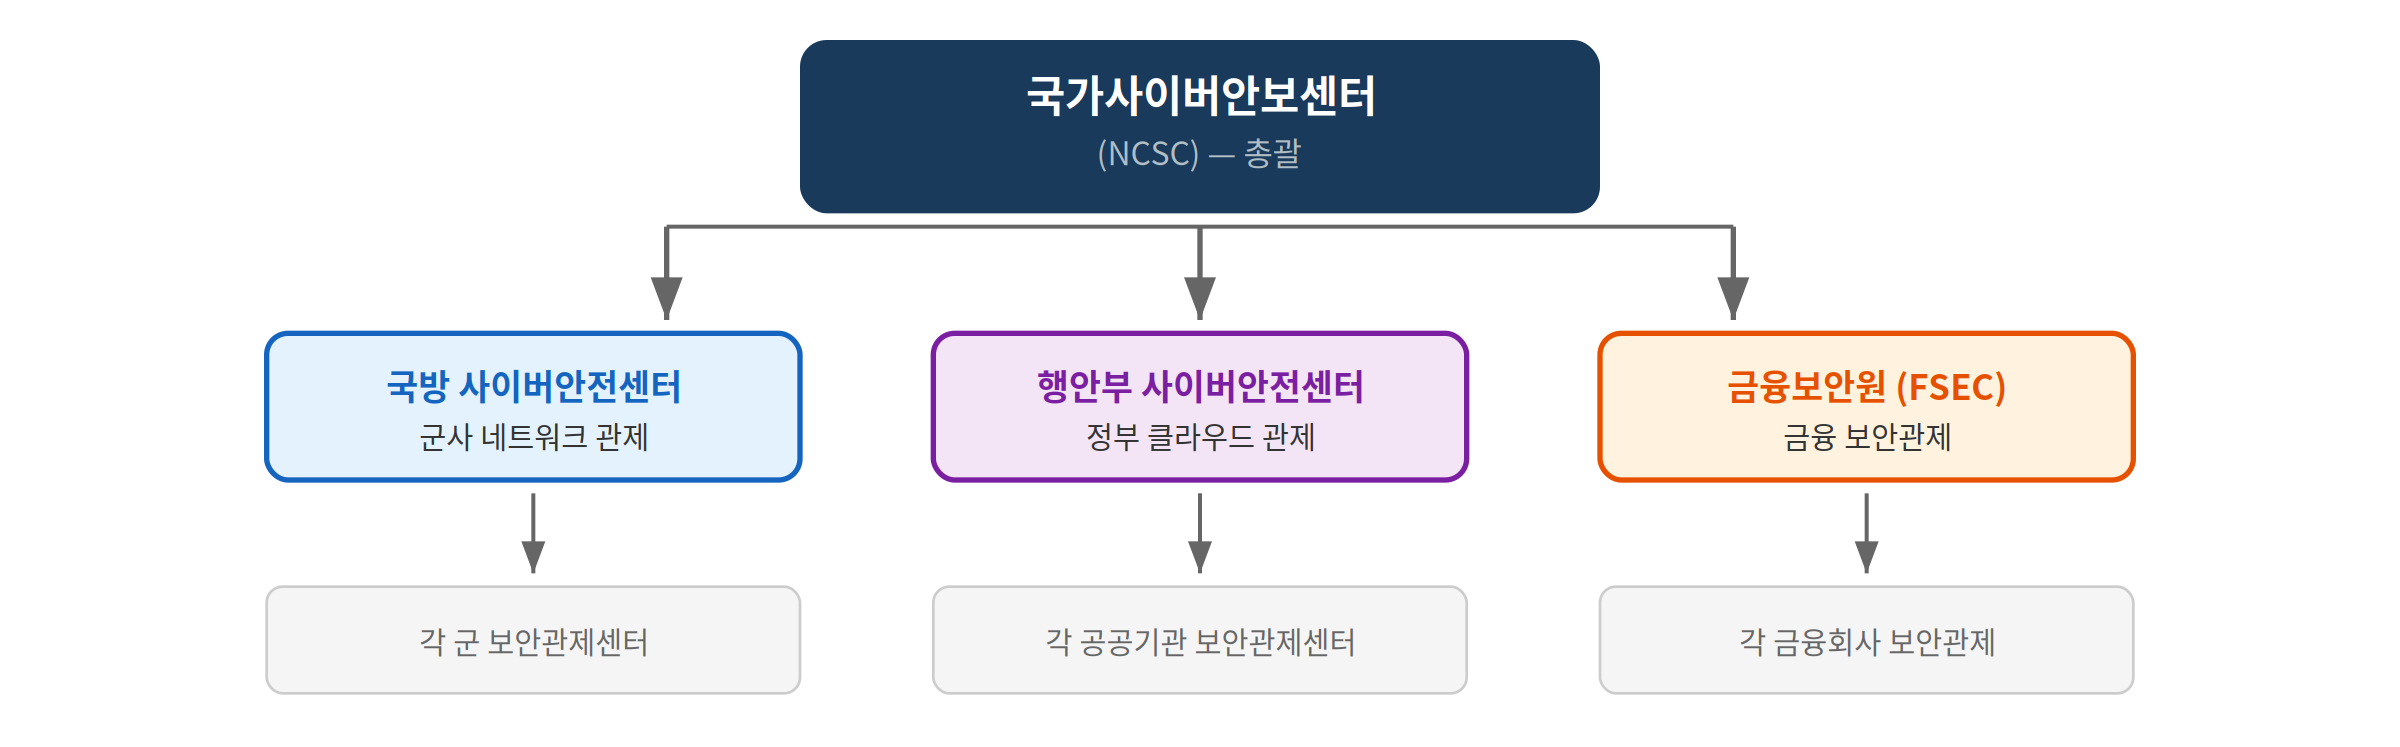 국가사이버안보센터
(NCSC) — 총괄
국방 사이버안전센터
군사 네트워크 관제
행안부 사이버안전센터
정부 클라우드 관제
금융보안원 (FSEC)
금융 보안관제
각 군 보안관제센터
각 공공기관 보안관제센터
각 금융회사 보안관제